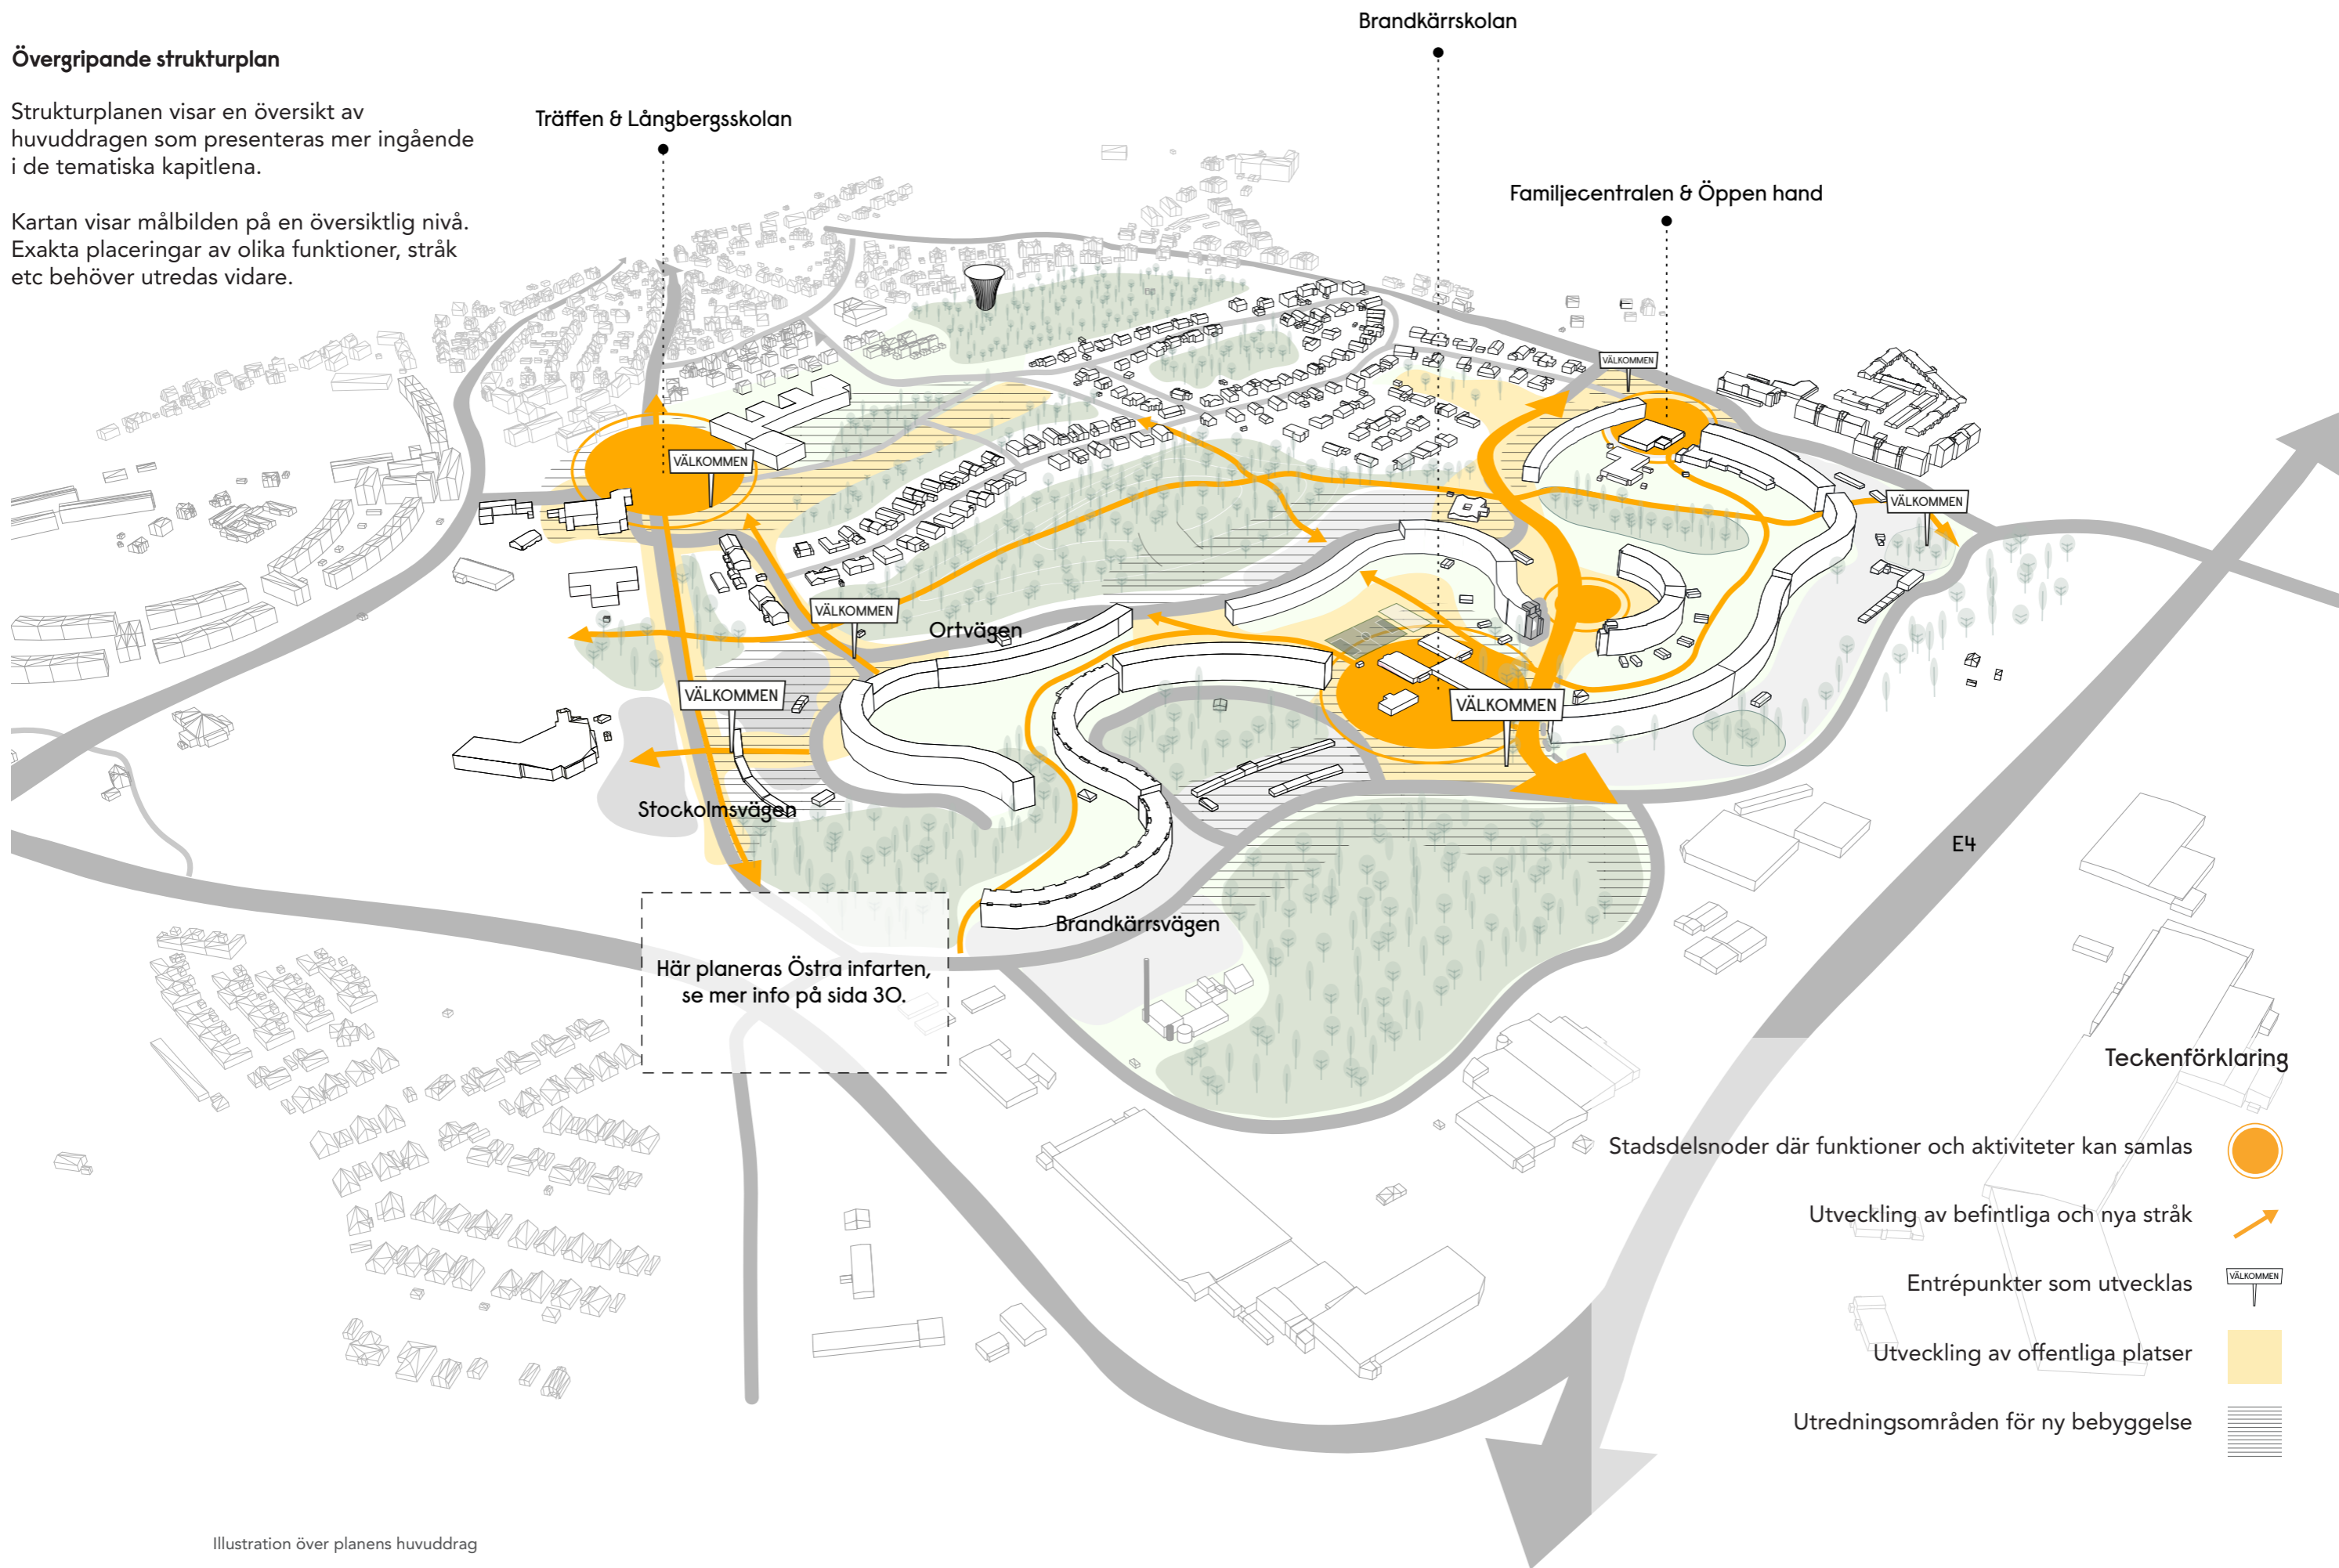 Övergripande strukturplan
Strukturplanen visar en översikt av
huvuddragen som presenteras mer ingående
i de tematiska kapitlena.
Kartan visar målbilden på en översiktlig nivå.
Exakta placeringar av olika funktioner, stråk
etc behöver utredas vidare.
Brandkärrskolan
Träffen & Långbergsskolan
Familjecentralen & Öppen hand
VÄLKOMMEN
VÄLKOMMEN
VÄLKOMMEN
VÄLKOMMEN
Ortvägen
VÄLKOMMEN
VÄLKOMMEN
Stockolmsvägen
E4
Brandkärrsvägen
Här planeras Östra infarten,
se mer info på sida 30.
Teckenförklaring
Stadsdelsnoder där funktioner och aktiviteter kan samlas
Utveckling av befintliga och nya stråk
Entrépunkter som utvecklas
VÄLKOMMEN
Utveckling av offentliga platser
Utredningsområden för ny bebyggelse
Illustration över planens huvuddrag